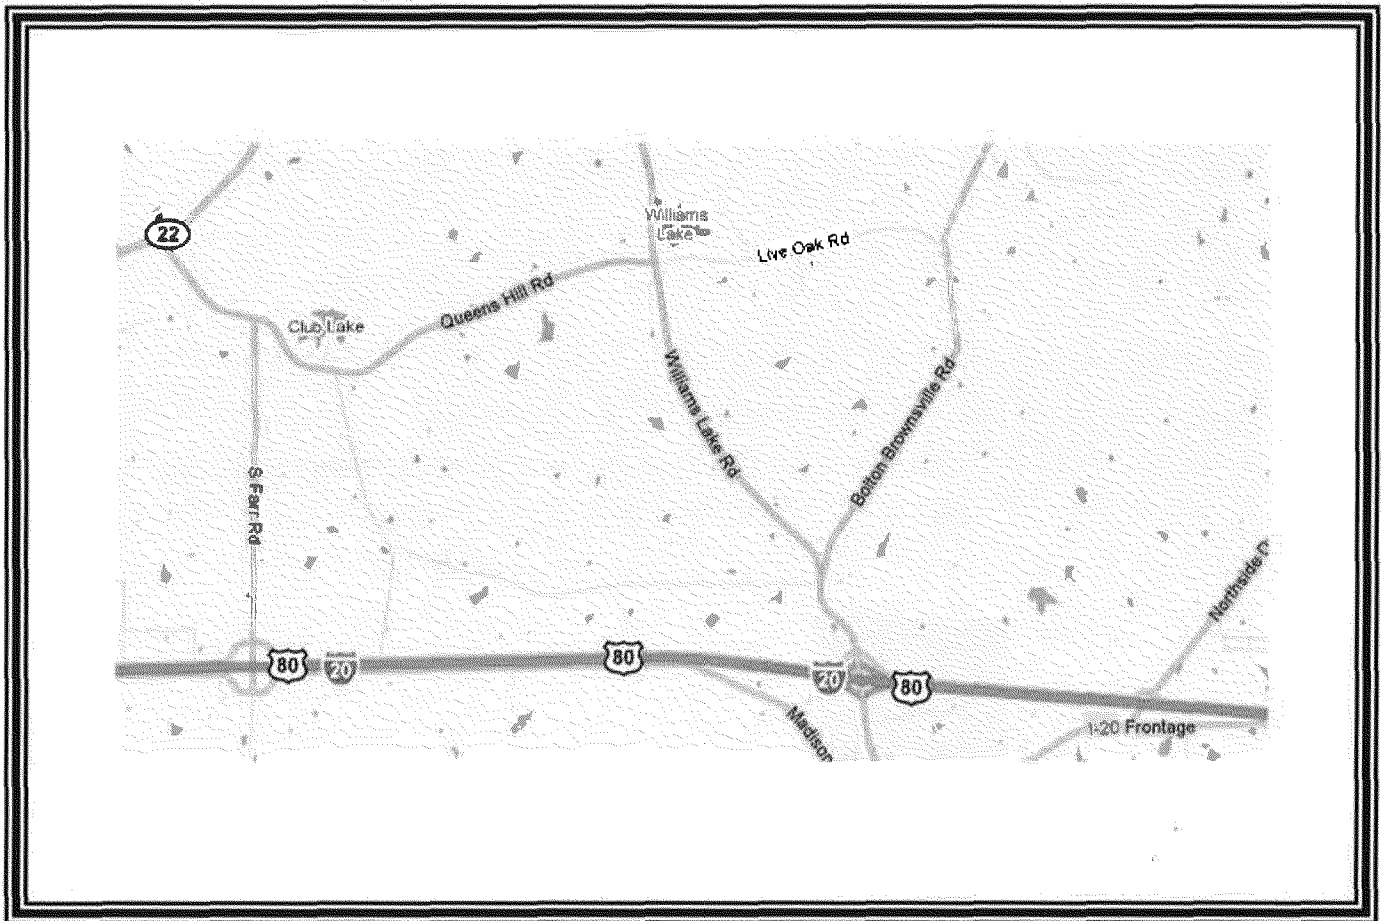 22
Williams
Lake
Live Oak Rd
Queens Hill Rd
Club Lake
Williams Lake Rd
Bolton Brownsville Rd
S Farr Rd
Northside
80
20
80
20
80
Madison
I-20 Frontage